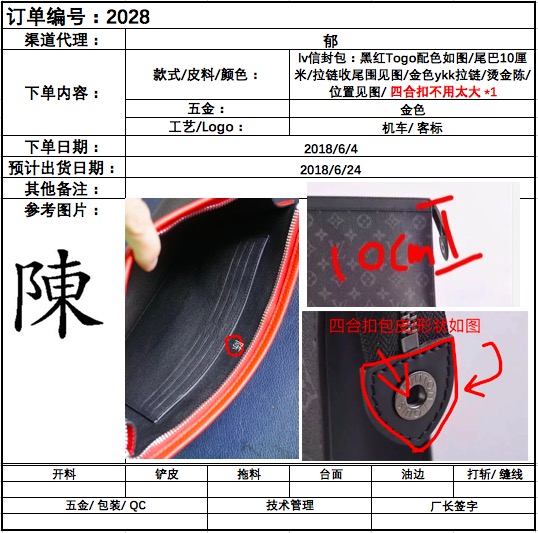 订单编号：2028
渠道代理： 郁
下单内容：
款式/皮料/颜色：
lv信封包：黑红Togo配色如图/尾巴10厘
米/拉链收尾围见图/金色ykk拉链/烫金陈/
位置见图/ 四合扣不用太大 *1
五金： 金色
工艺/Logo： 机车/ 客标
下单日期： 2018/6/4
预计出货日期： 2018/6/24
其他备注：
参考图片：
陳
10cm
四合扣包皮 形状如图
开料 铲皮 拖料 台面 油边 打斩/ 缝线
五金/ 包装/ QC 技术管理 厂长签字